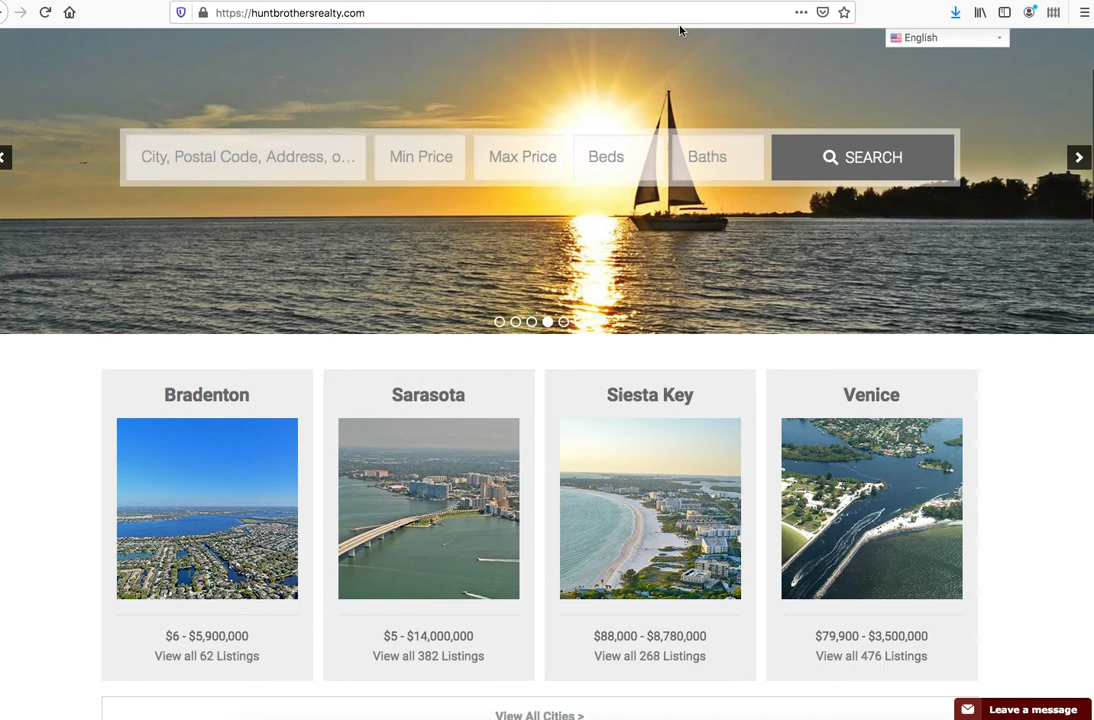 https://huntbrothersrealty.com
English
City, Postal Code, Address, o...
Min Price
Max Price
Beds
Baths
SEARCH
Bradenton
Sarasota
Siesta Key
Venice
$6 - $5,900,000
View all 62 Listings
$5 - $14,000,000
View all 382 Listings
$88,000 - $8,780,000
View all 268 Listings
$79,900 - $3,500,000
View all 476 Listings
View All Cities >
Leave a message